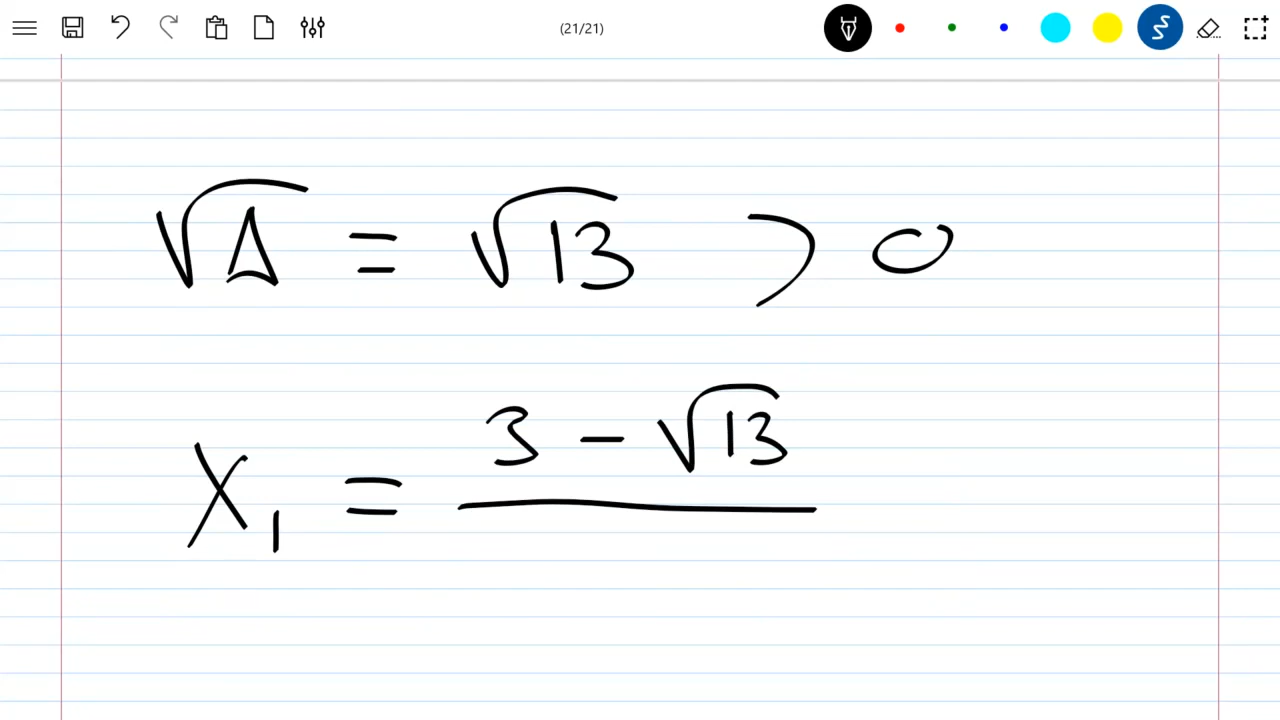 (21/21)
√Δ = √13 > 0
X₁ = (3 - √13)/